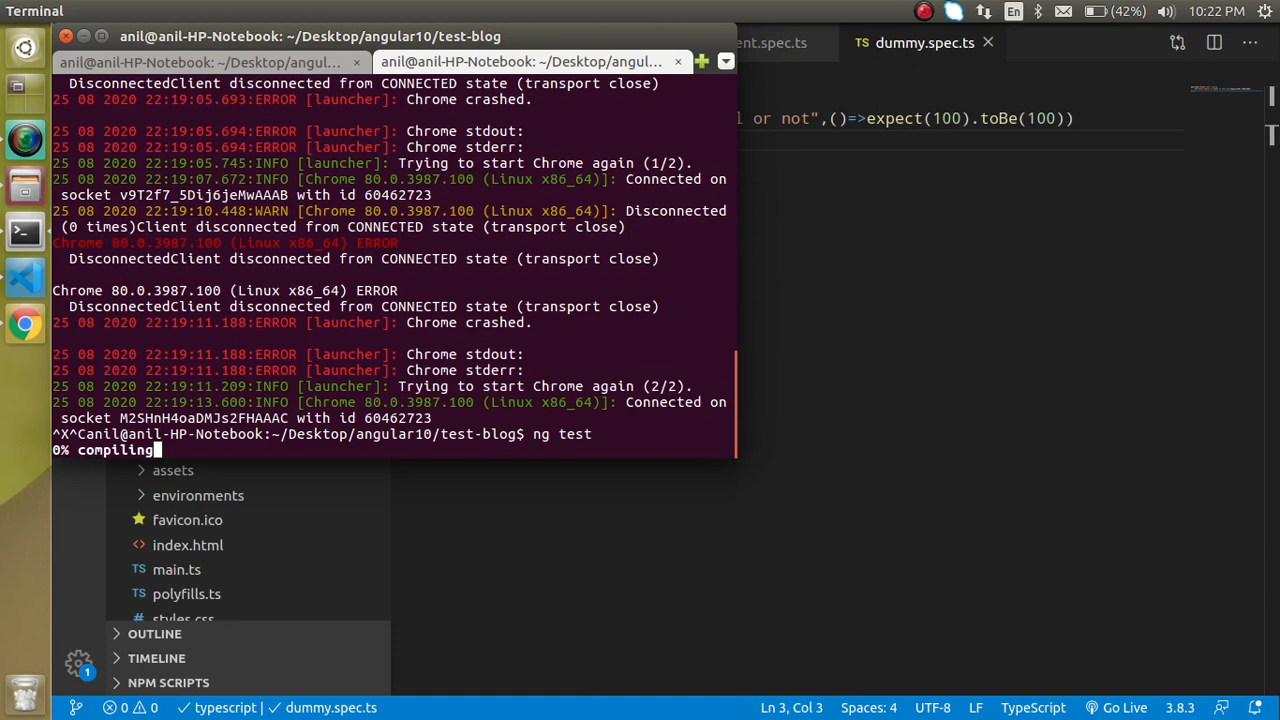 Terminal
En
(42%)
10:22 PM
anil@anil-HP-Notebook: ~/Desktop/angular10/test-blog
anil@anil-HP-Notebook: ~/Desktop/angul... ×
anil@anil-HP-Notebook: ~/Desktop/angul... ×
ent.spec.ts
TS dummy.spec.ts
DisconnectedClient disconnected from CONNECTED state (transport close)
25 08 2020 22:19:05.693:ERROR [launcher]: Chrome crashed.
l or not",()=>expect(100).toBe(100))
25 08 2020 22:19:05.694:ERROR [launcher]: Chrome stdout:
25 08 2020 22:19:05.694:ERROR [launcher]: Chrome stderr:
25 08 2020 22:19:05.745:INFO [launcher]: Trying to start Chrome again (1/2).
25 08 2020 22:19:07.672:INFO [Chrome 80.0.3987.100 (Linux x86_64)]: Connected on
socket v9T2f7_5Dij6jeMwAAAB with id 60462723
25 08 2020 22:19:10.448:WARN [Chrome 80.0.3987.100 (Linux x86_64)]: Disconnected
(0 times)Client disconnected from CONNECTED state (transport close)
Chrome 80.0.3987.100 (Linux x86_64) ERROR
DisconnectedClient disconnected from CONNECTED state (transport close)
Chrome 80.0.3987.100 (Linux x86_64) ERROR
DisconnectedClient disconnected from CONNECTED state (transport close)
25 08 2020 22:19:11.188:ERROR [launcher]: Chrome crashed.
25 08 2020 22:19:11.188:ERROR [launcher]: Chrome stdout:
25 08 2020 22:19:11.188:ERROR [launcher]: Chrome stderr:
25 08 2020 22:19:11.209:INFO [launcher]: Trying to start Chrome again (2/2).
25 08 2020 22:19:13.600:INFO [Chrome 80.0.3987.100 (Linux x86_64)]: Connected on
socket M2SHnH4oaDMJs2FHAAAC with id 60462723
^X^Canil@anil-HP-Notebook:~/Desktop/angular10/test-blog$ ng test
0% compiling
assets
environments
favicon.ico
index.html
main.ts
polyfills.ts
styles.css
OUTLINE
TIMELINE
NPM SCRIPTS
1
0 0 typescript | dummy.spec.ts
Ln 3, Col 3
Spaces: 4
UTF-8
LF
TypeScript
Go Live
3.8.3